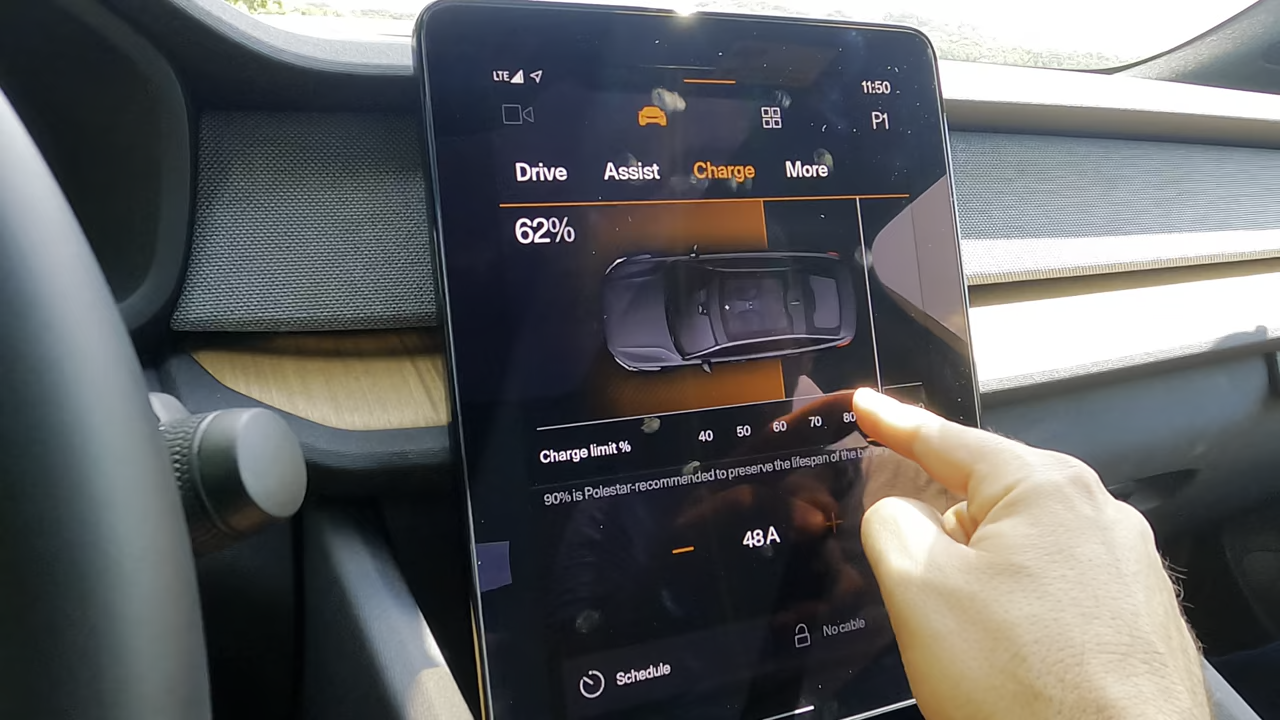 LTE 11:50
P1
Drive Assist Charge More
62%
Charge limit % 40 50 60 70 80
90% is Polestar-recommended to preserve the lifespan of the
48 A
No cable
Schedule